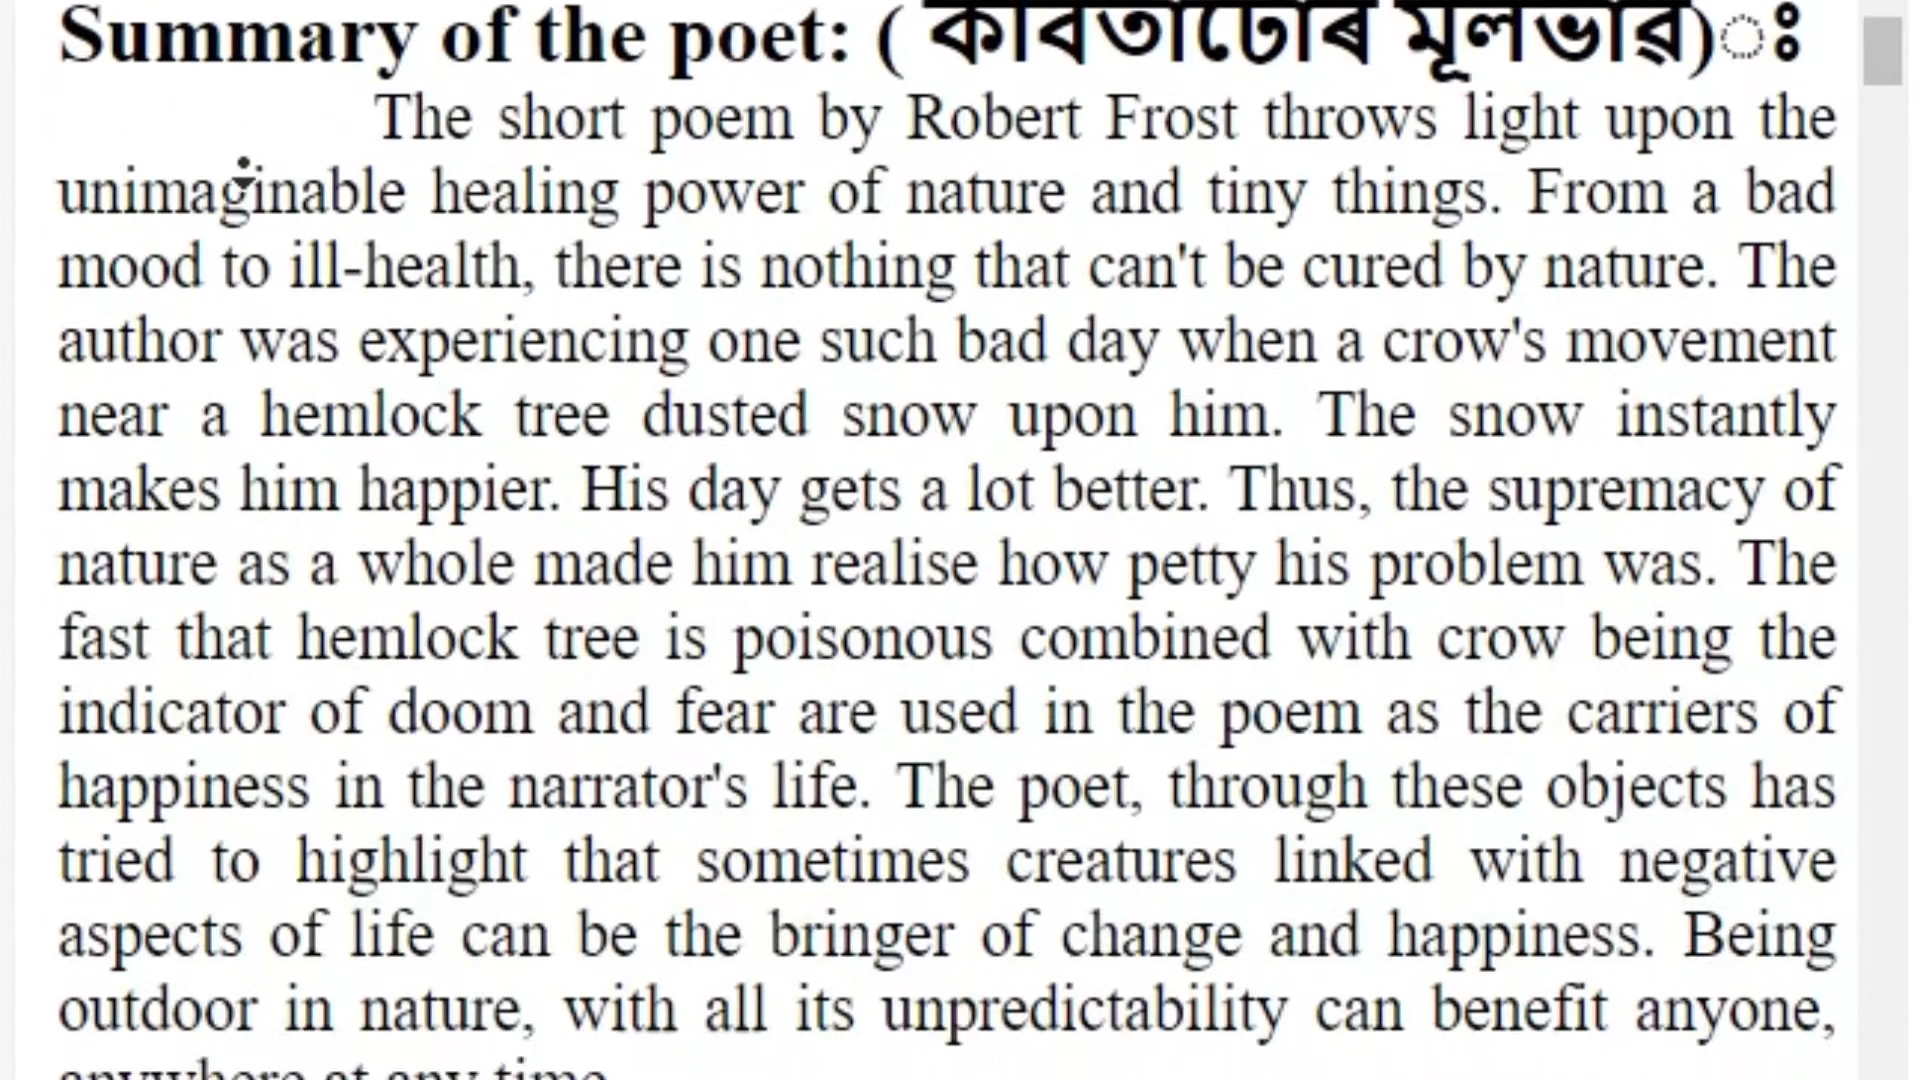 Summary of the poet: ( কবিতাটোৰ মূলভাৱ)ঃ
The short poem by Robert Frost throws light upon the
unimaginable healing power of nature and tiny things. From a bad
mood to ill-health, there is nothing that can't be cured by nature. The
author was experiencing one such bad day when a crow's movement
near a hemlock tree dusted snow upon him. The snow instantly
makes him happier. His day gets a lot better. Thus, the supremacy of
nature as a whole made him realise how petty his problem was. The
fast that hemlock tree is poisonous combined with crow being the
indicator of doom and fear are used in the poem as the carriers of
happiness in the narrator's life. The poet, through these objects has
tried to highlight that sometimes creatures linked with negative
aspects of life can be the bringer of change and happiness. Being
outdoor in nature, with all its unpredictability can benefit anyone,
anywhere at any time.